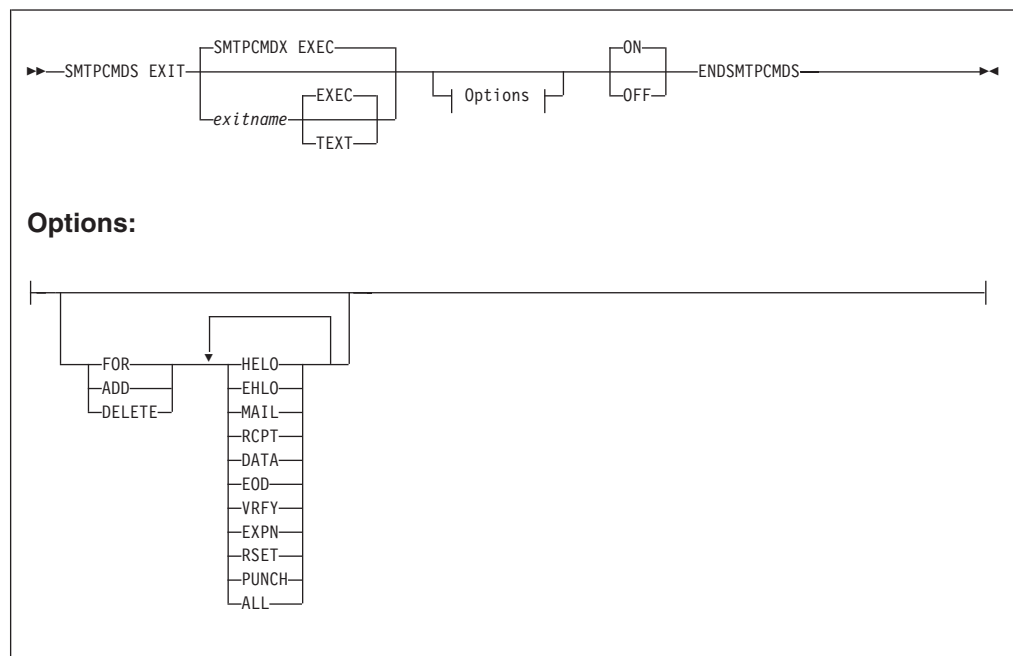 SMTPCMDX EXEC ON
SMTPCMDS EXIT Options ENDSMTPCMDS
EXEC OFF
exitname
TEXT
Options:
FOR HELO
ADD EHLO
DELETE MAIL
RCPT
DATA
EOD
VRFY
EXPN
RSET
PUNCH
ALL